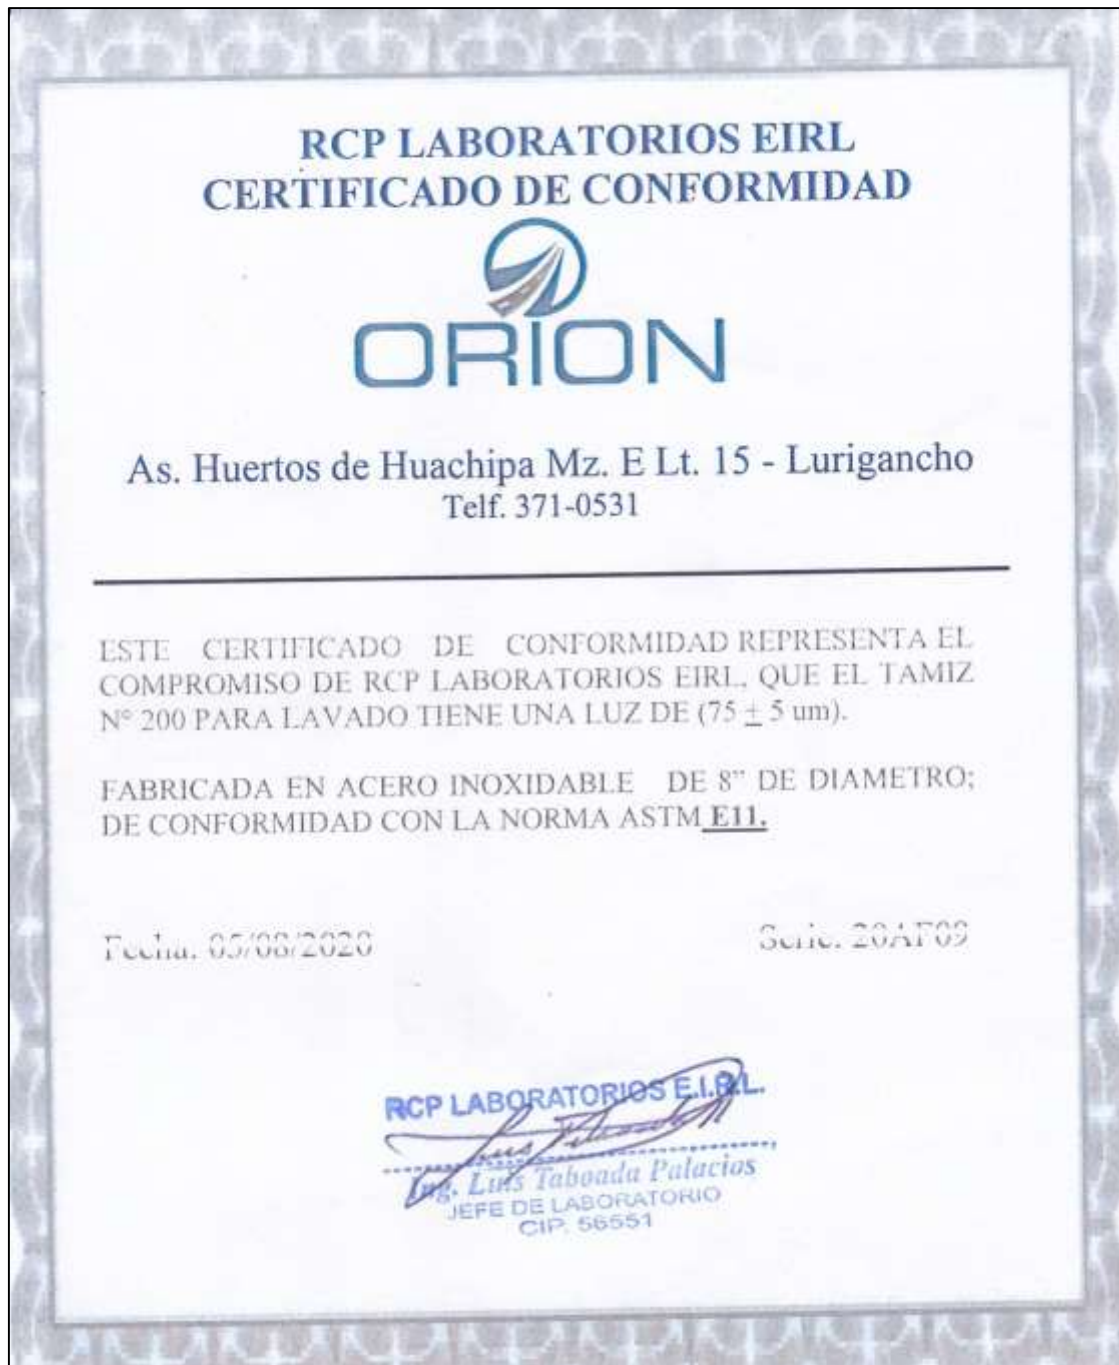 RCP LABORATORIOS EIRL
CERTIFICADO DE CONFORMIDAD
ORION
As. Huertos de Huachipa Mz. E Lt. 15 - Lurigancho
Telf. 371-0531
ESTE CERTIFICADO DE CONFORMIDAD REPRESENTA EL
COMPROMISO DE RCP LABORATORIOS EIRL, QUE EL TAMIZ
N° 200 PARA LAVADO TIENE UNA LUZ DE (75 ± 5 um).
FABRICADA EN ACERO INOXIDABLE DE 8” DE DIAMETRO;
DE CONFORMIDAD CON LA NORMA ASTM E11.
Fecha: 05/08/2020
Serie: 20AF09
RCP LABORATORIOS E.I.R.L.
Ing. Luis Taboada Palacios
JEFE DE LABORATORIO
CIP. 56551